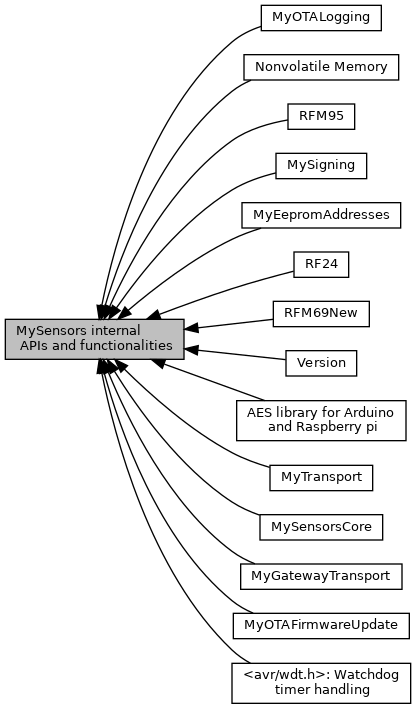 MyOTALogging
Nonvolatile Memory
RFM95
MySigning
MyEepromAddresses
RF24
RFM69New
MySensors internal
APIs and functionalities
Version
AES library for Arduino
and Raspberry pi
MyTransport
MySensorsCore
MyGatewayTransport
MyOTAFirmwareUpdate
<avr/wdt.h>: Watchdog
timer handling